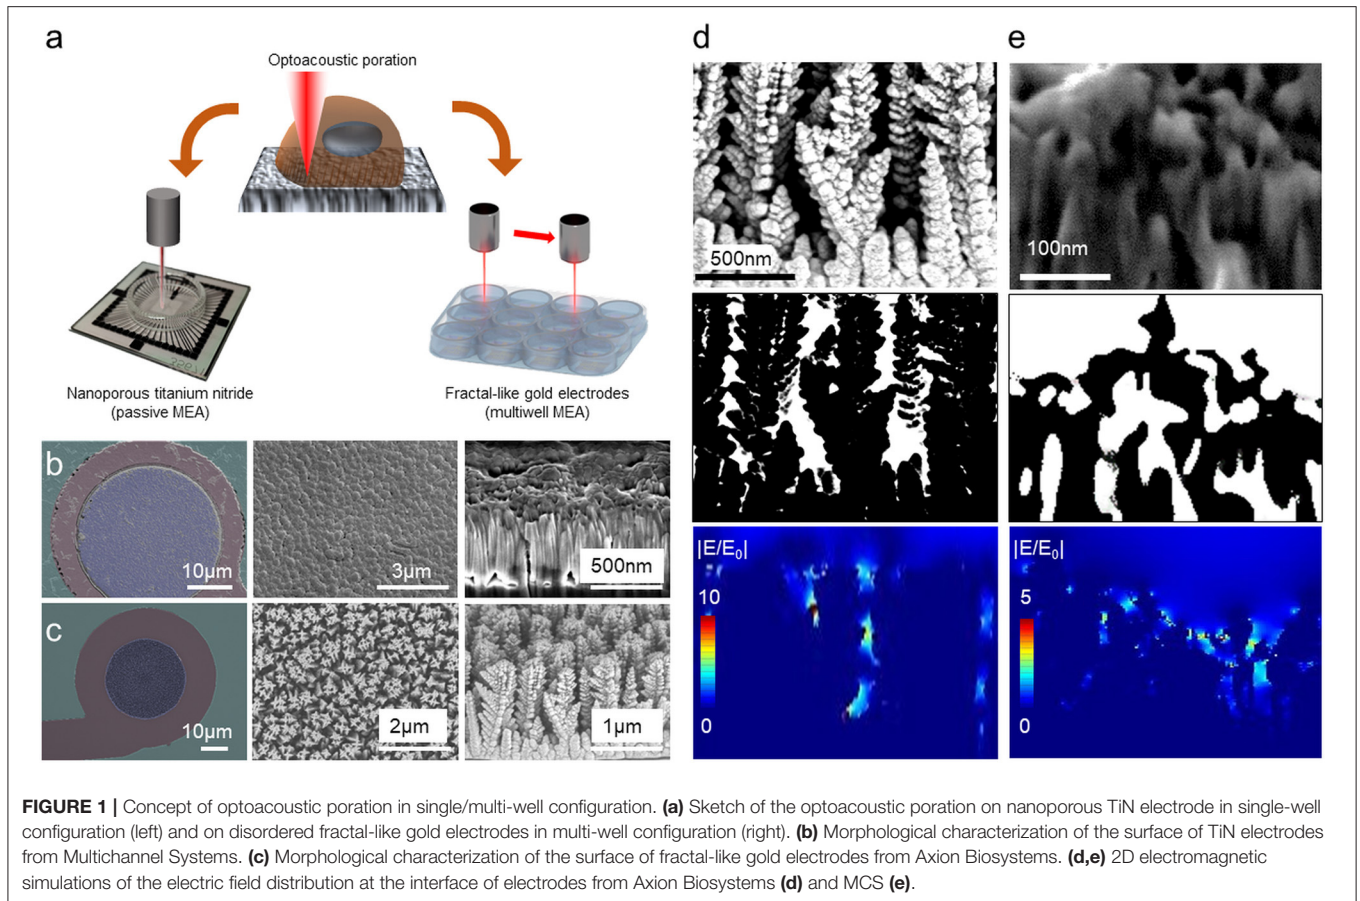 a
Optoacoustic poration
Nanoporous titanium nitride
(passive MEA)
Fractal-like gold electrodes
(multiwell MEA)
b
10µm
3µm
500nm
c
10µm
2µm
1µm
d
500nm
|E/E₀|
10
0
e
100nm
|E/E₀|
5
0
FIGURE 1 | Concept of optoacoustic poration in single/multi-well configuration. (a) Sketch of the optoacoustic poration on nanoporous TiN electrode in single-well
configuration (left) and on disordered fractal-like gold electrodes in multi-well configuration (right). (b) Morphological characterization of the surface of TiN electrodes
from Multichannel Systems. (c) Morphological characterization of the surface of fractal-like gold electrodes from Axion Biosystems. (d,e) 2D electromagnetic
simulations of the electric field distribution at the interface of electrodes from Axion Biosystems (d) and MCS (e).